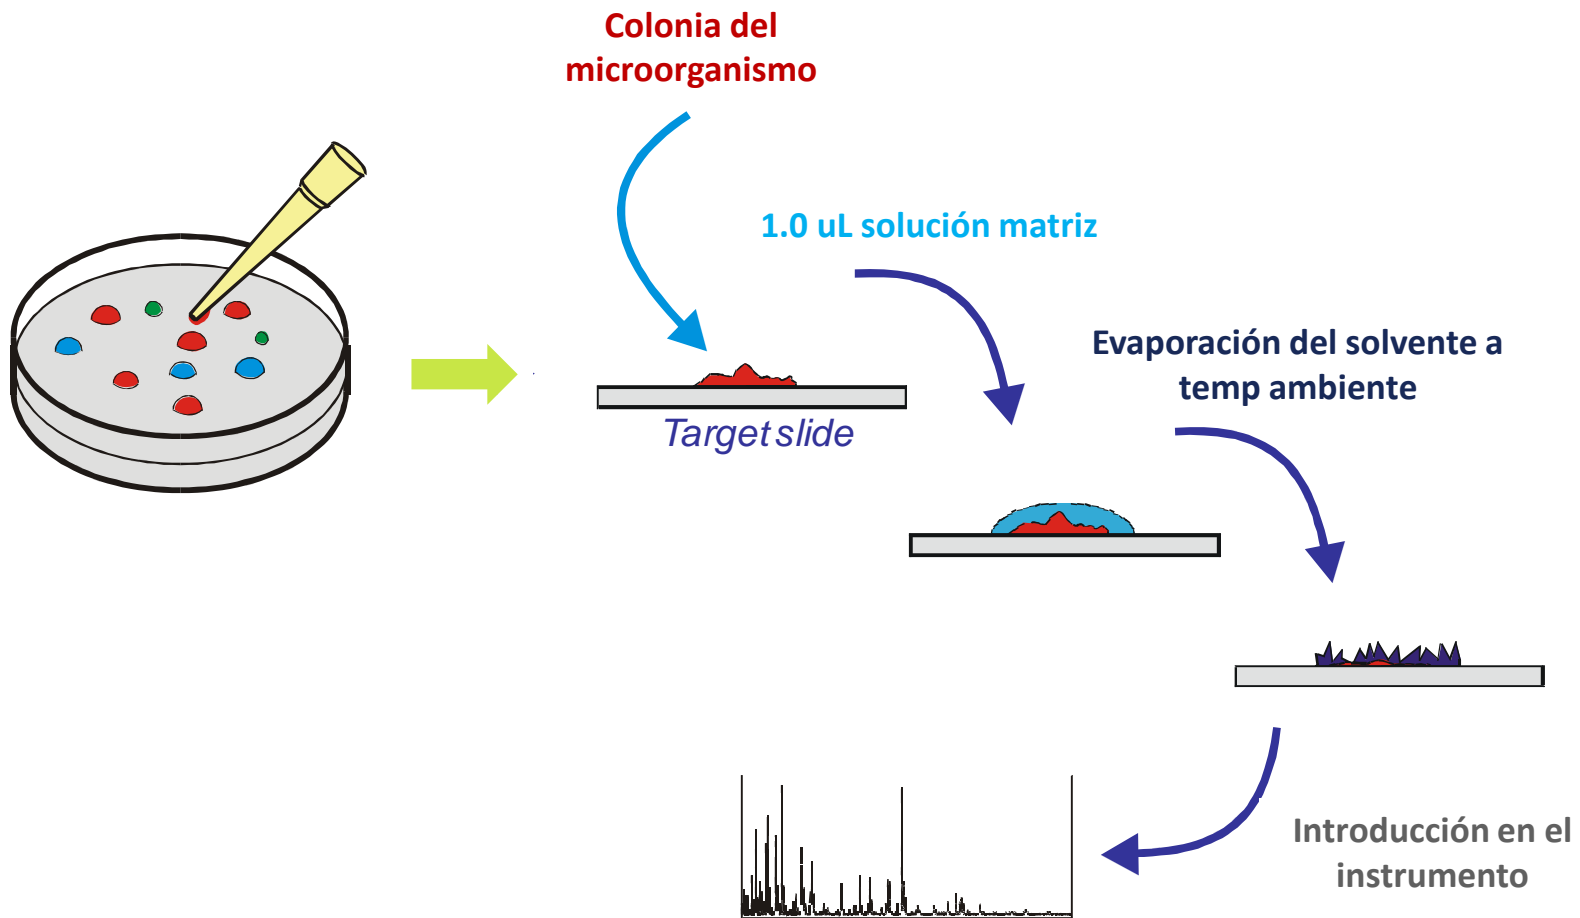 Colonia del
microorganismo
1.0 uL solución matriz
Evaporación del solvente a
temp ambiente
Target slide
Introducción en el
instrumento